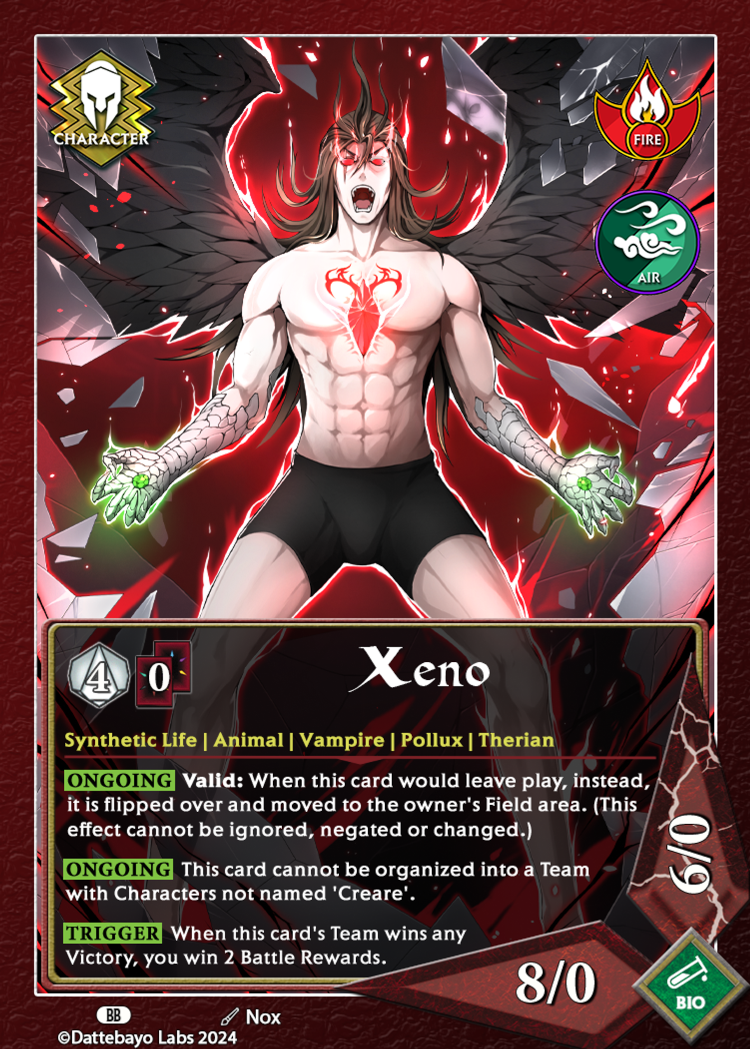 CHARACTER
FIRE
AIR
4 0 Xeno
Synthetic Life | Animal | Vampire | Pollux | Therian
ONGOING Valid: When this card would leave play, instead,
it is flipped over and moved to the owner's Field area. (This
effect cannot be ignored, negated or changed.)
ONGOING This card cannot be organized into a Team
with Characters not named 'Creare'.
TRIGGER When this card's Team wins any
Victory, you win 2 Battle Rewards.
6/0
8/0
BIO
BB Nox
©Dattebayo Labs 2024